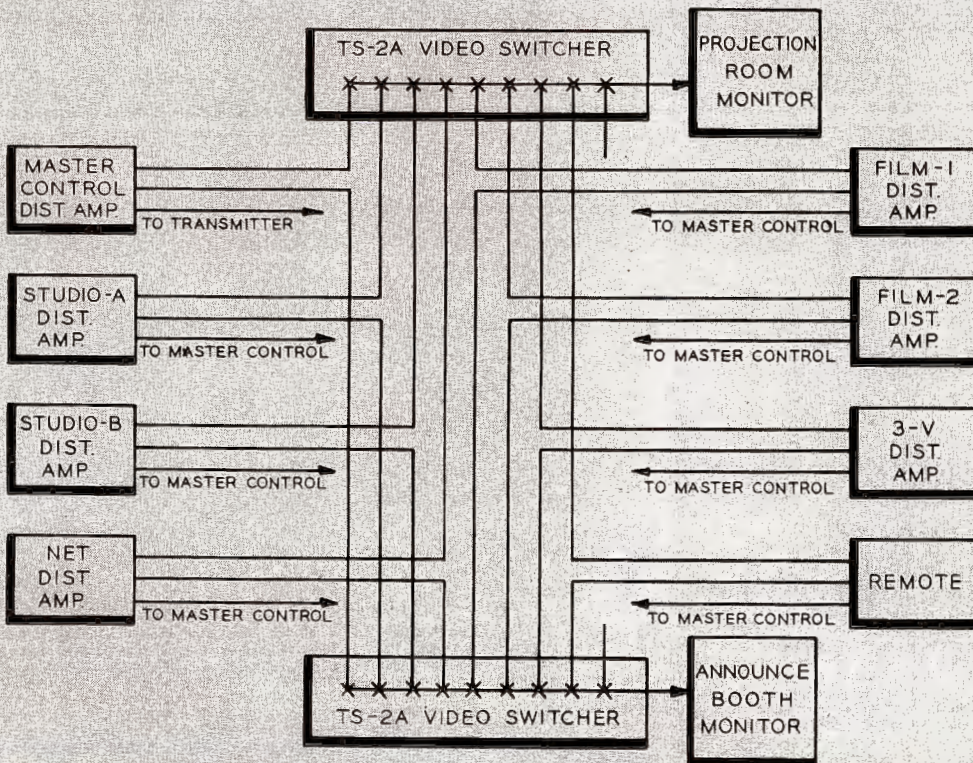 TS-2A VIDEO SWITCHER
PROJECTION
ROOM
MONITOR
MASTER
CONTROL
DIST AMP.
TO TRANSMITTER
FILM-1
DIST.
AMP.
TO MASTER CONTROL
STUDIO-A
DIST.
AMP.
TO MASTER CONTROL
FILM-2
DIST.
AMP.
TO MASTER CONTROL
STUDIO-B
DIST.
AMP.
TO MASTER CONTROL
3-V
DIST.
AMP.
TO MASTER CONTROL
NET
DIST
AMP.
TO MASTER CONTROL
REMOTE
TO MASTER CONTROL
TS-2A VIDEO SWITCHER
ANNOUNCE
BOOTH
MONITOR